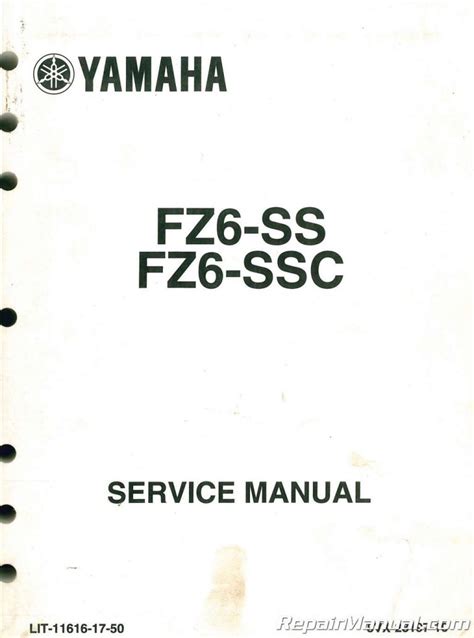 YAMAHA
FZ6-SS
FZ6-SSC
SERVICE MANUAL
LIT-11616-17-50
RepairManual.com